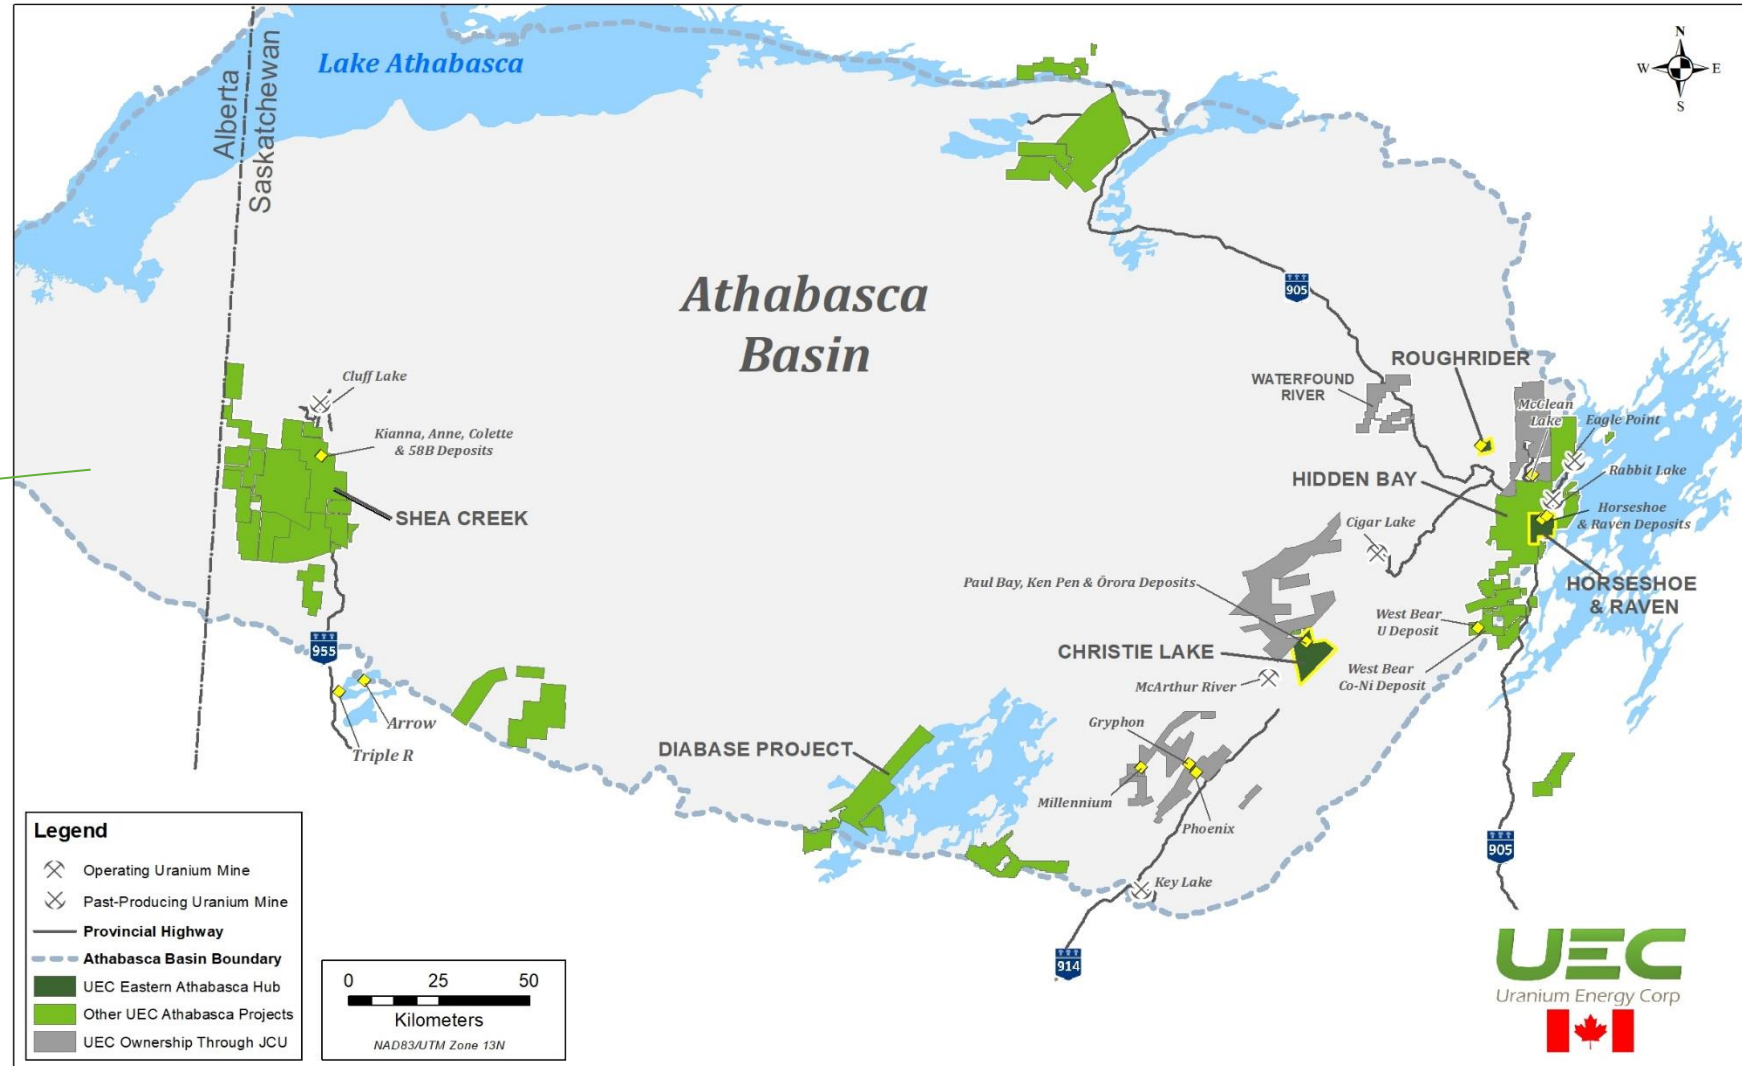 Lake Athabasca
Alberta
Saskatchewan
N
W
E
S
Athabasca
Basin
905
ROUGHRIDER
WATERFOUND
RIVER
McClean
Lake
Eagle Point
Cluff Lake
Kianna, Anne, Colette
& 58B Deposits
Rabbit Lake
HIDDEN BAY
SHEA CREEK
Cigar Lake
Horseshoe
& Raven Deposits
Paul Bay, Ken Pen & Ōrora Deposits
HORSESHOE
& RAVEN
West Bear
U Deposit
955
CHRISTIE LAKE
West Bear
Co-Ni Deposit
McArthur River
Arrow
Gryphon
Triple R
DIABASE PROJECT
Millennium
Phoenix
905
Key Lake
914
Legend
Operating Uranium Mine
Past-Producing Uranium Mine
Provincial Highway
Athabasca Basin Boundary
UEC Eastern Athabasca Hub
Other UEC Athabasca Projects
UEC Ownership Through JCU
0 25 50
Kilometers
NAD83/UTM Zone 13N
UEC
Uranium Energy Corp